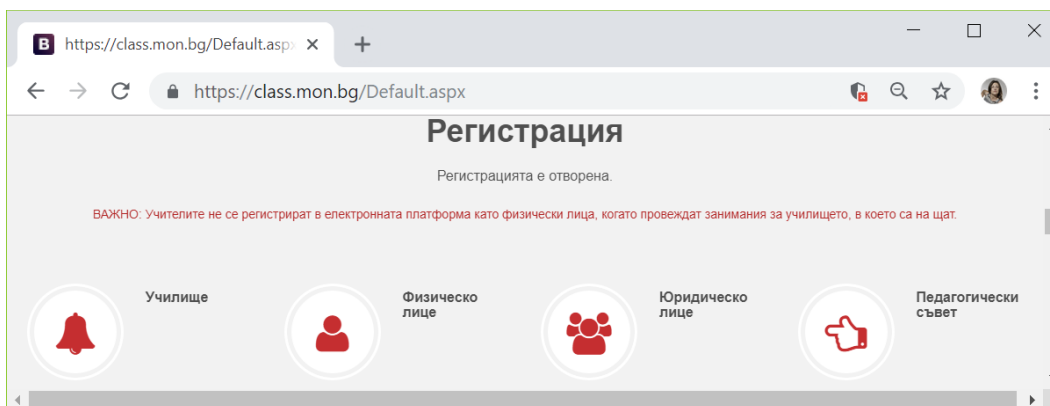 https://class.mon.bg/Default.asp
https://class.mon.bg/Default.aspx
Регистрация
Регистрацията е отворена.
ВАЖНО: Учителите не се регистрират в електронната платформа като физически лица, когато провеждат занимания за училището, в което са на щат.
Училище
Физическо
лице
Юридическо
лице
Педагогически
съвет